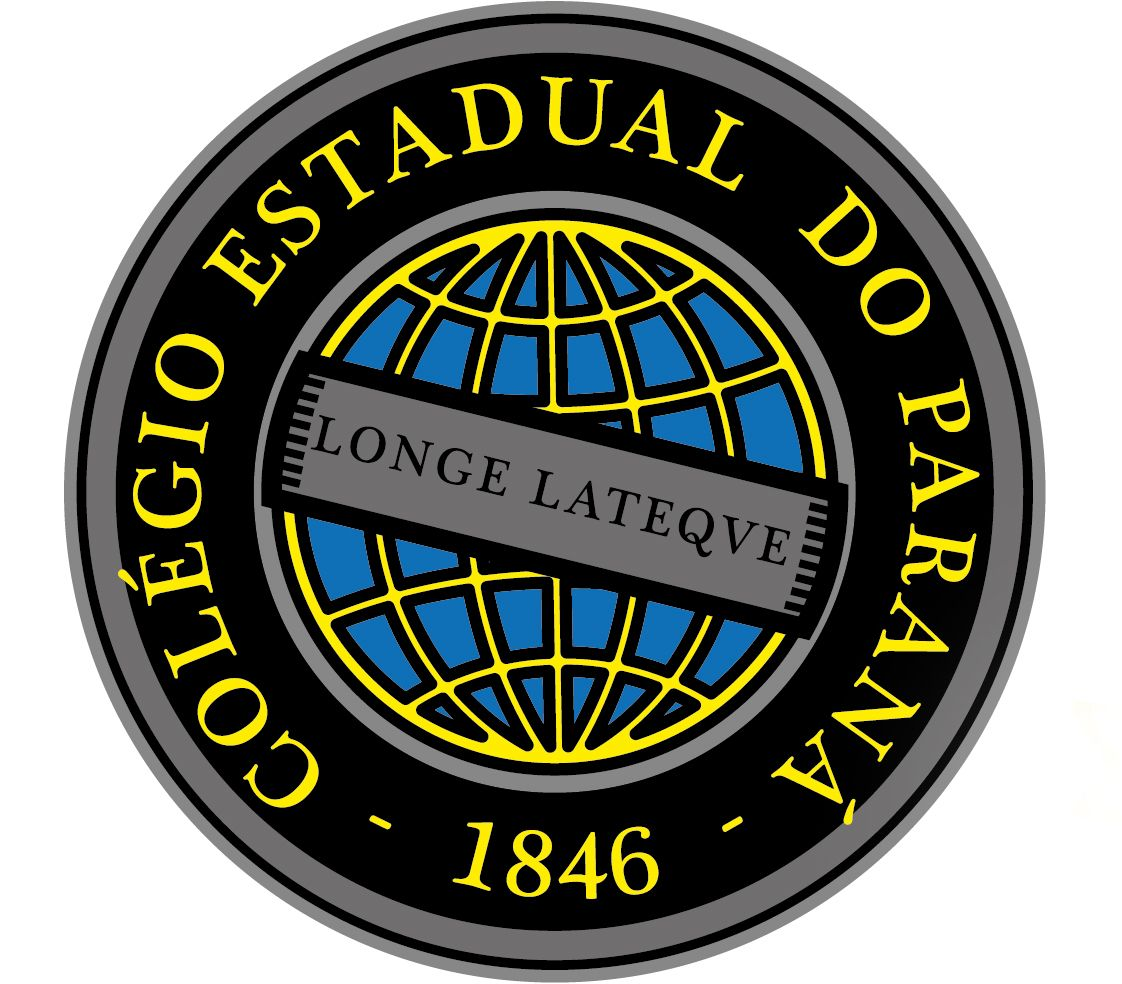 COLÉGIO ESTADUAL DO PARANÁ
LONGE LATEQVE
- 1846 -